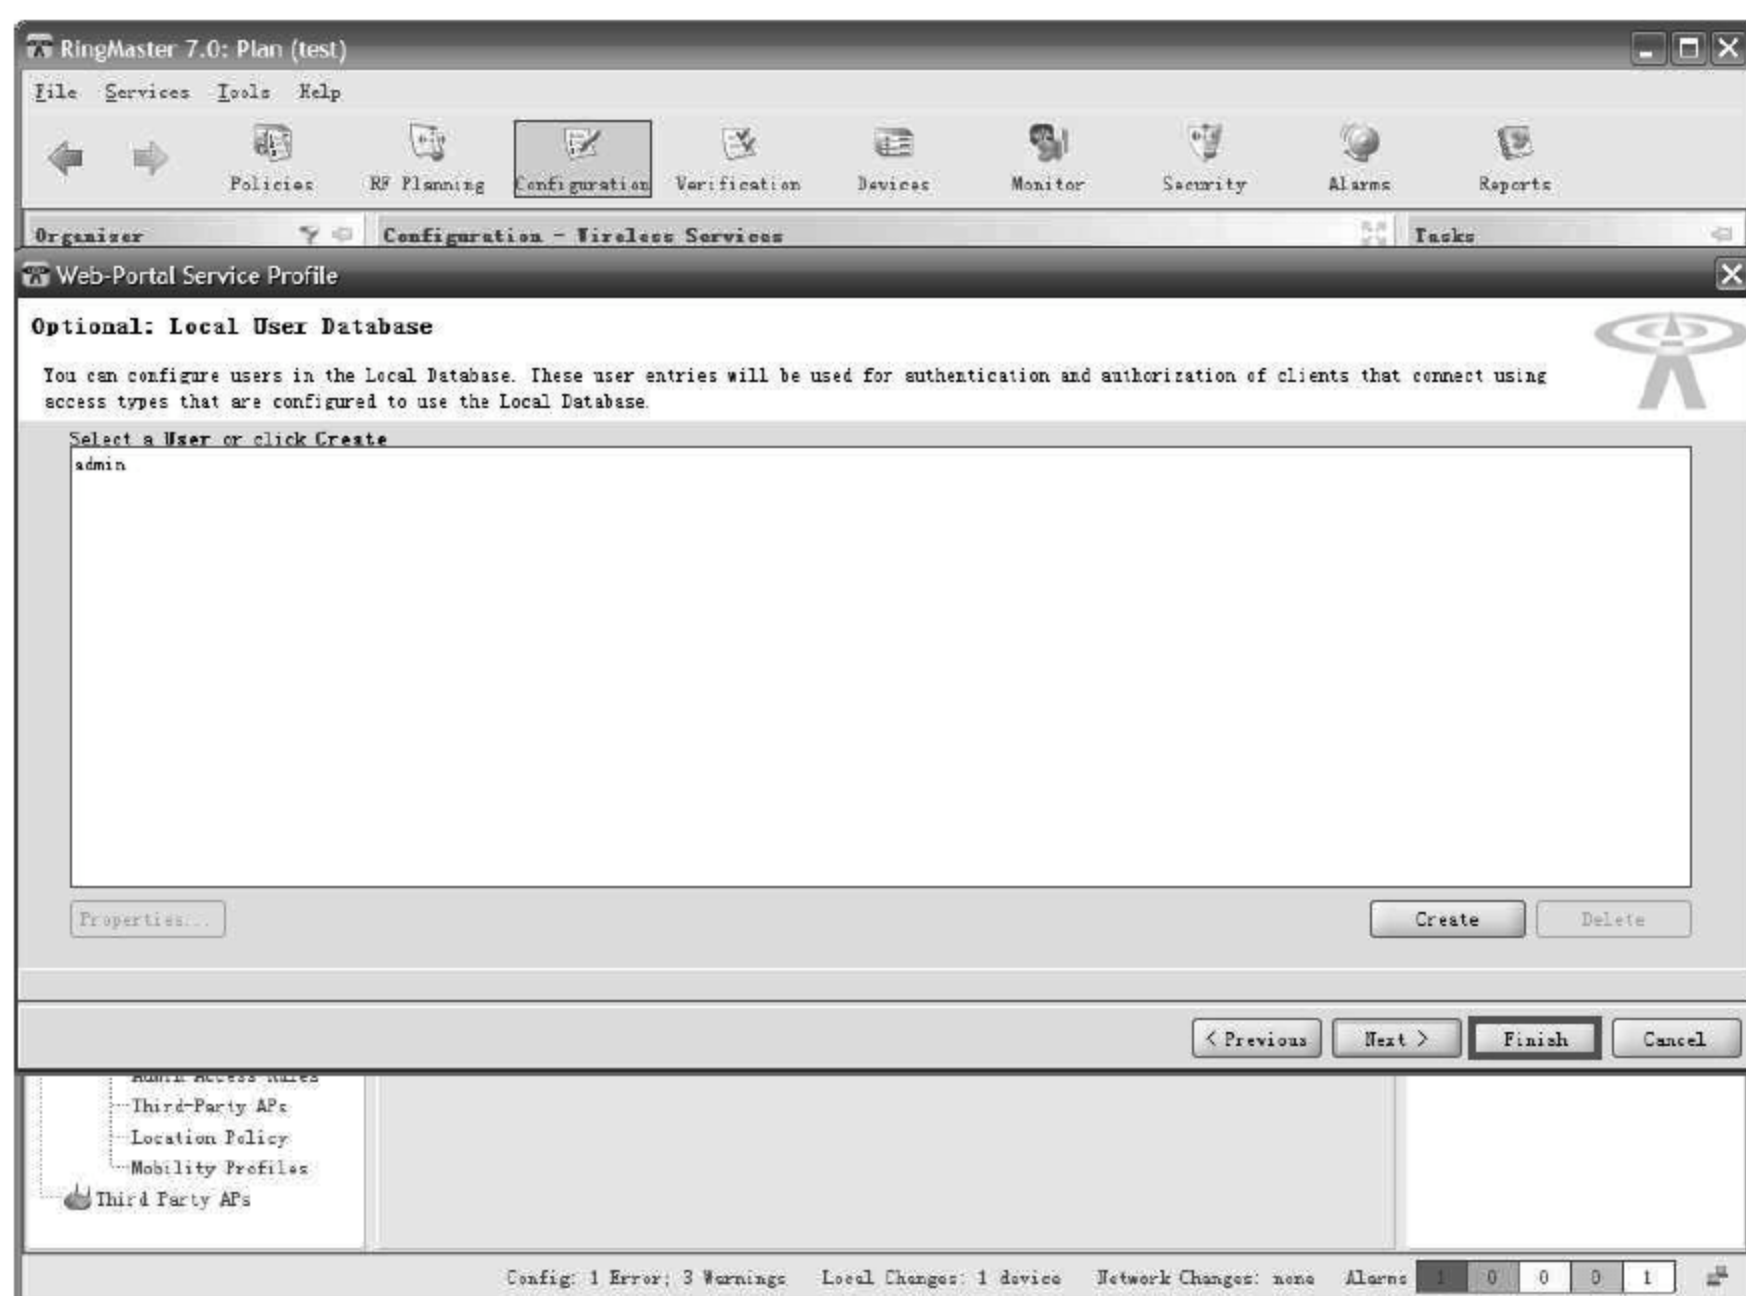 RingMaster 7.0: Plan (test)
File Services Tools Help
Policies RF Planning Configuration Verification Devices Monitor Security Alarms Reports
Organizer Configuration - Wireless Services Tasks
Web-Portal Service Profile
Optional: Local User Database
You can configure users in the Local Database. These user entries will be used for authentication and authorization of clients that connect using
access types that are configured to use the Local Database.
Select a User or click Create
admin
Properties... Create Delete
< Previous Next > Finish Cancel
Admin Access Rules
Third-Party APs
Location Policy
Mobility Profiles
Third Party APs
Config: 1 Error; 3 Warnings Local Changes: 1 device Network Changes: none Alarms 1 0 0 0 1